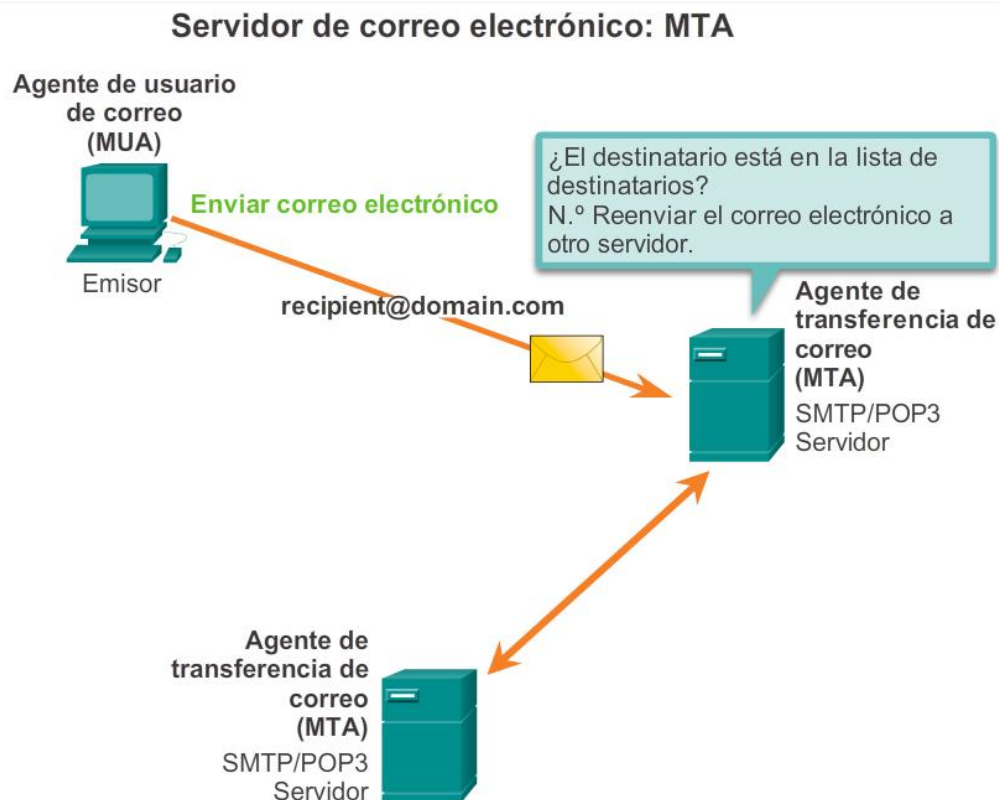 Servidor de correo electrónico: MTA
Agente de usuario
de correo
(MUA)
Enviar correo electrónico
Emisor
recipient@domain.com
¿El destinatario está en la lista de
destinatarios?
N.º Reenviar el correo electrónico a
otro servidor.
Agente de
transferencia de
correo
(MTA)
SMTP/POP3
Servidor
Agente de
transferencia de
correo
(MTA)
SMTP/POP3
Servidor